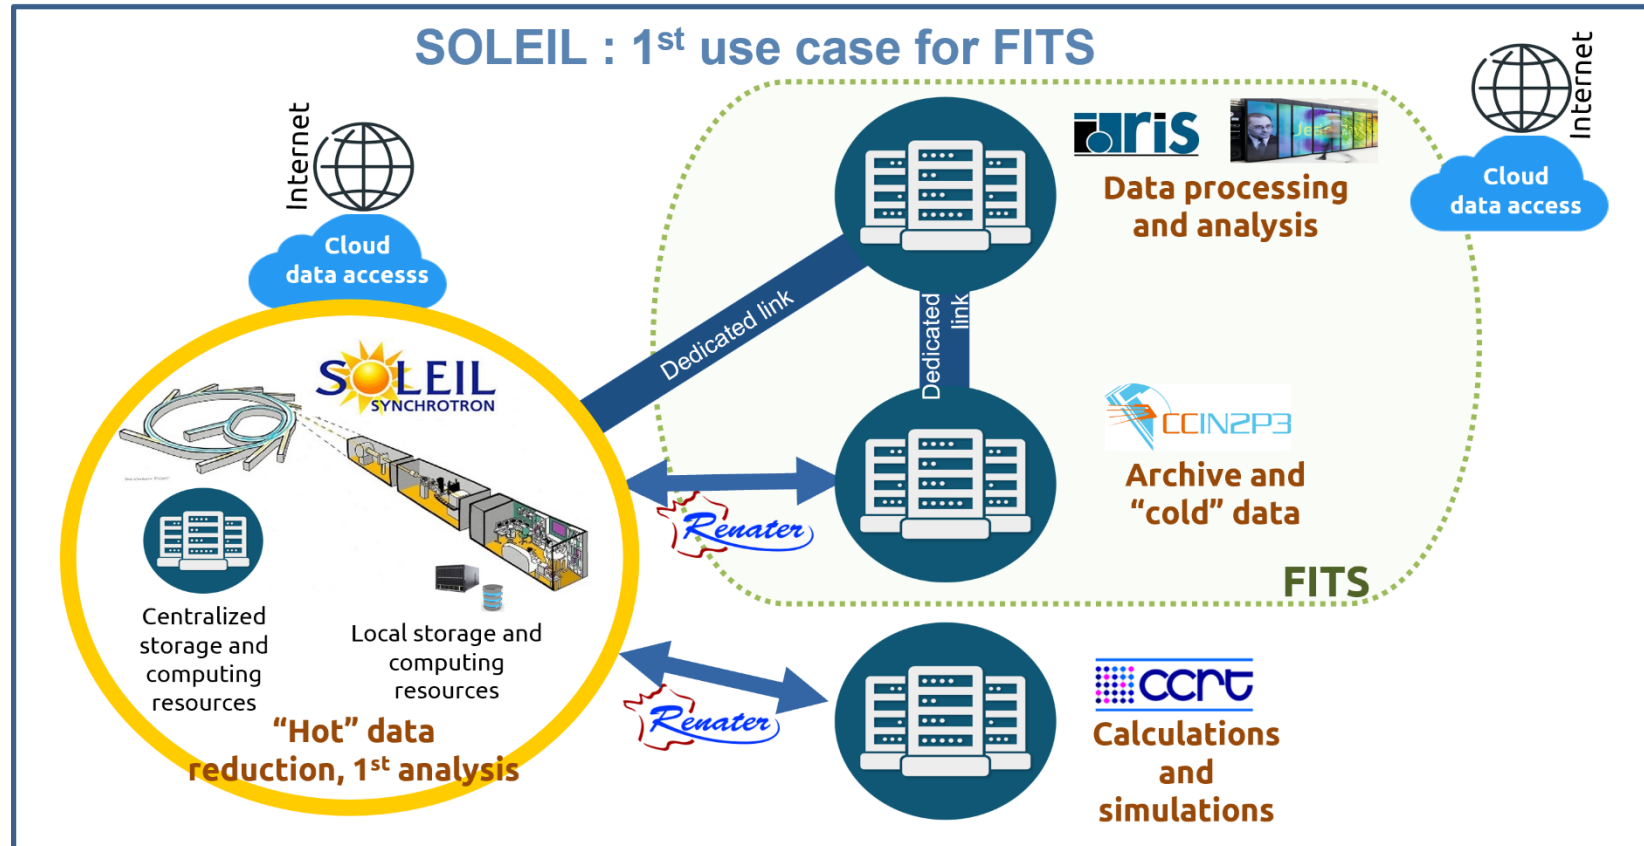 SOLEIL : 1st use case for FITS
Internet
Cloud
data accesss
Internet
Cloud
data access
idris
Jea
Data processing
and analysis
Dedicated link
Dedicated
link
SOLEIL
SYNCHROTRON
CCIN2P3
Archive and
“cold” data
Renater
FITS
Centralized
storage and
computing
resources
Local storage and
computing
resources
“Hot” data
reduction, 1st analysis
Renater
ccrt
Calculations
and
simulations